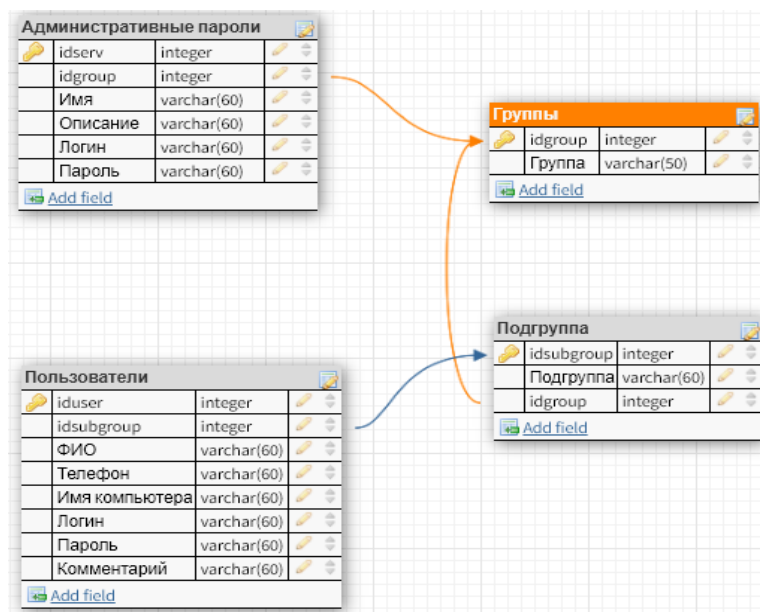 Административные пароли
idserv integer
idgroup integer
Имя varchar(60)
Описание varchar(60)
Логин varchar(60)
Пароль varchar(60)
Add field
Группы
idgroup integer
Группа varchar(50)
Add field
Подгруппа
idsubgroup integer
Подгруппа varchar(60)
idgroup integer
Add field
Пользователи
iduser integer
idsubgroup integer
ФИО varchar(60)
Телефон varchar(60)
Имя компьютера varchar(60)
Логин varchar(60)
Пароль varchar(60)
Комментарий varchar(60)
Add field